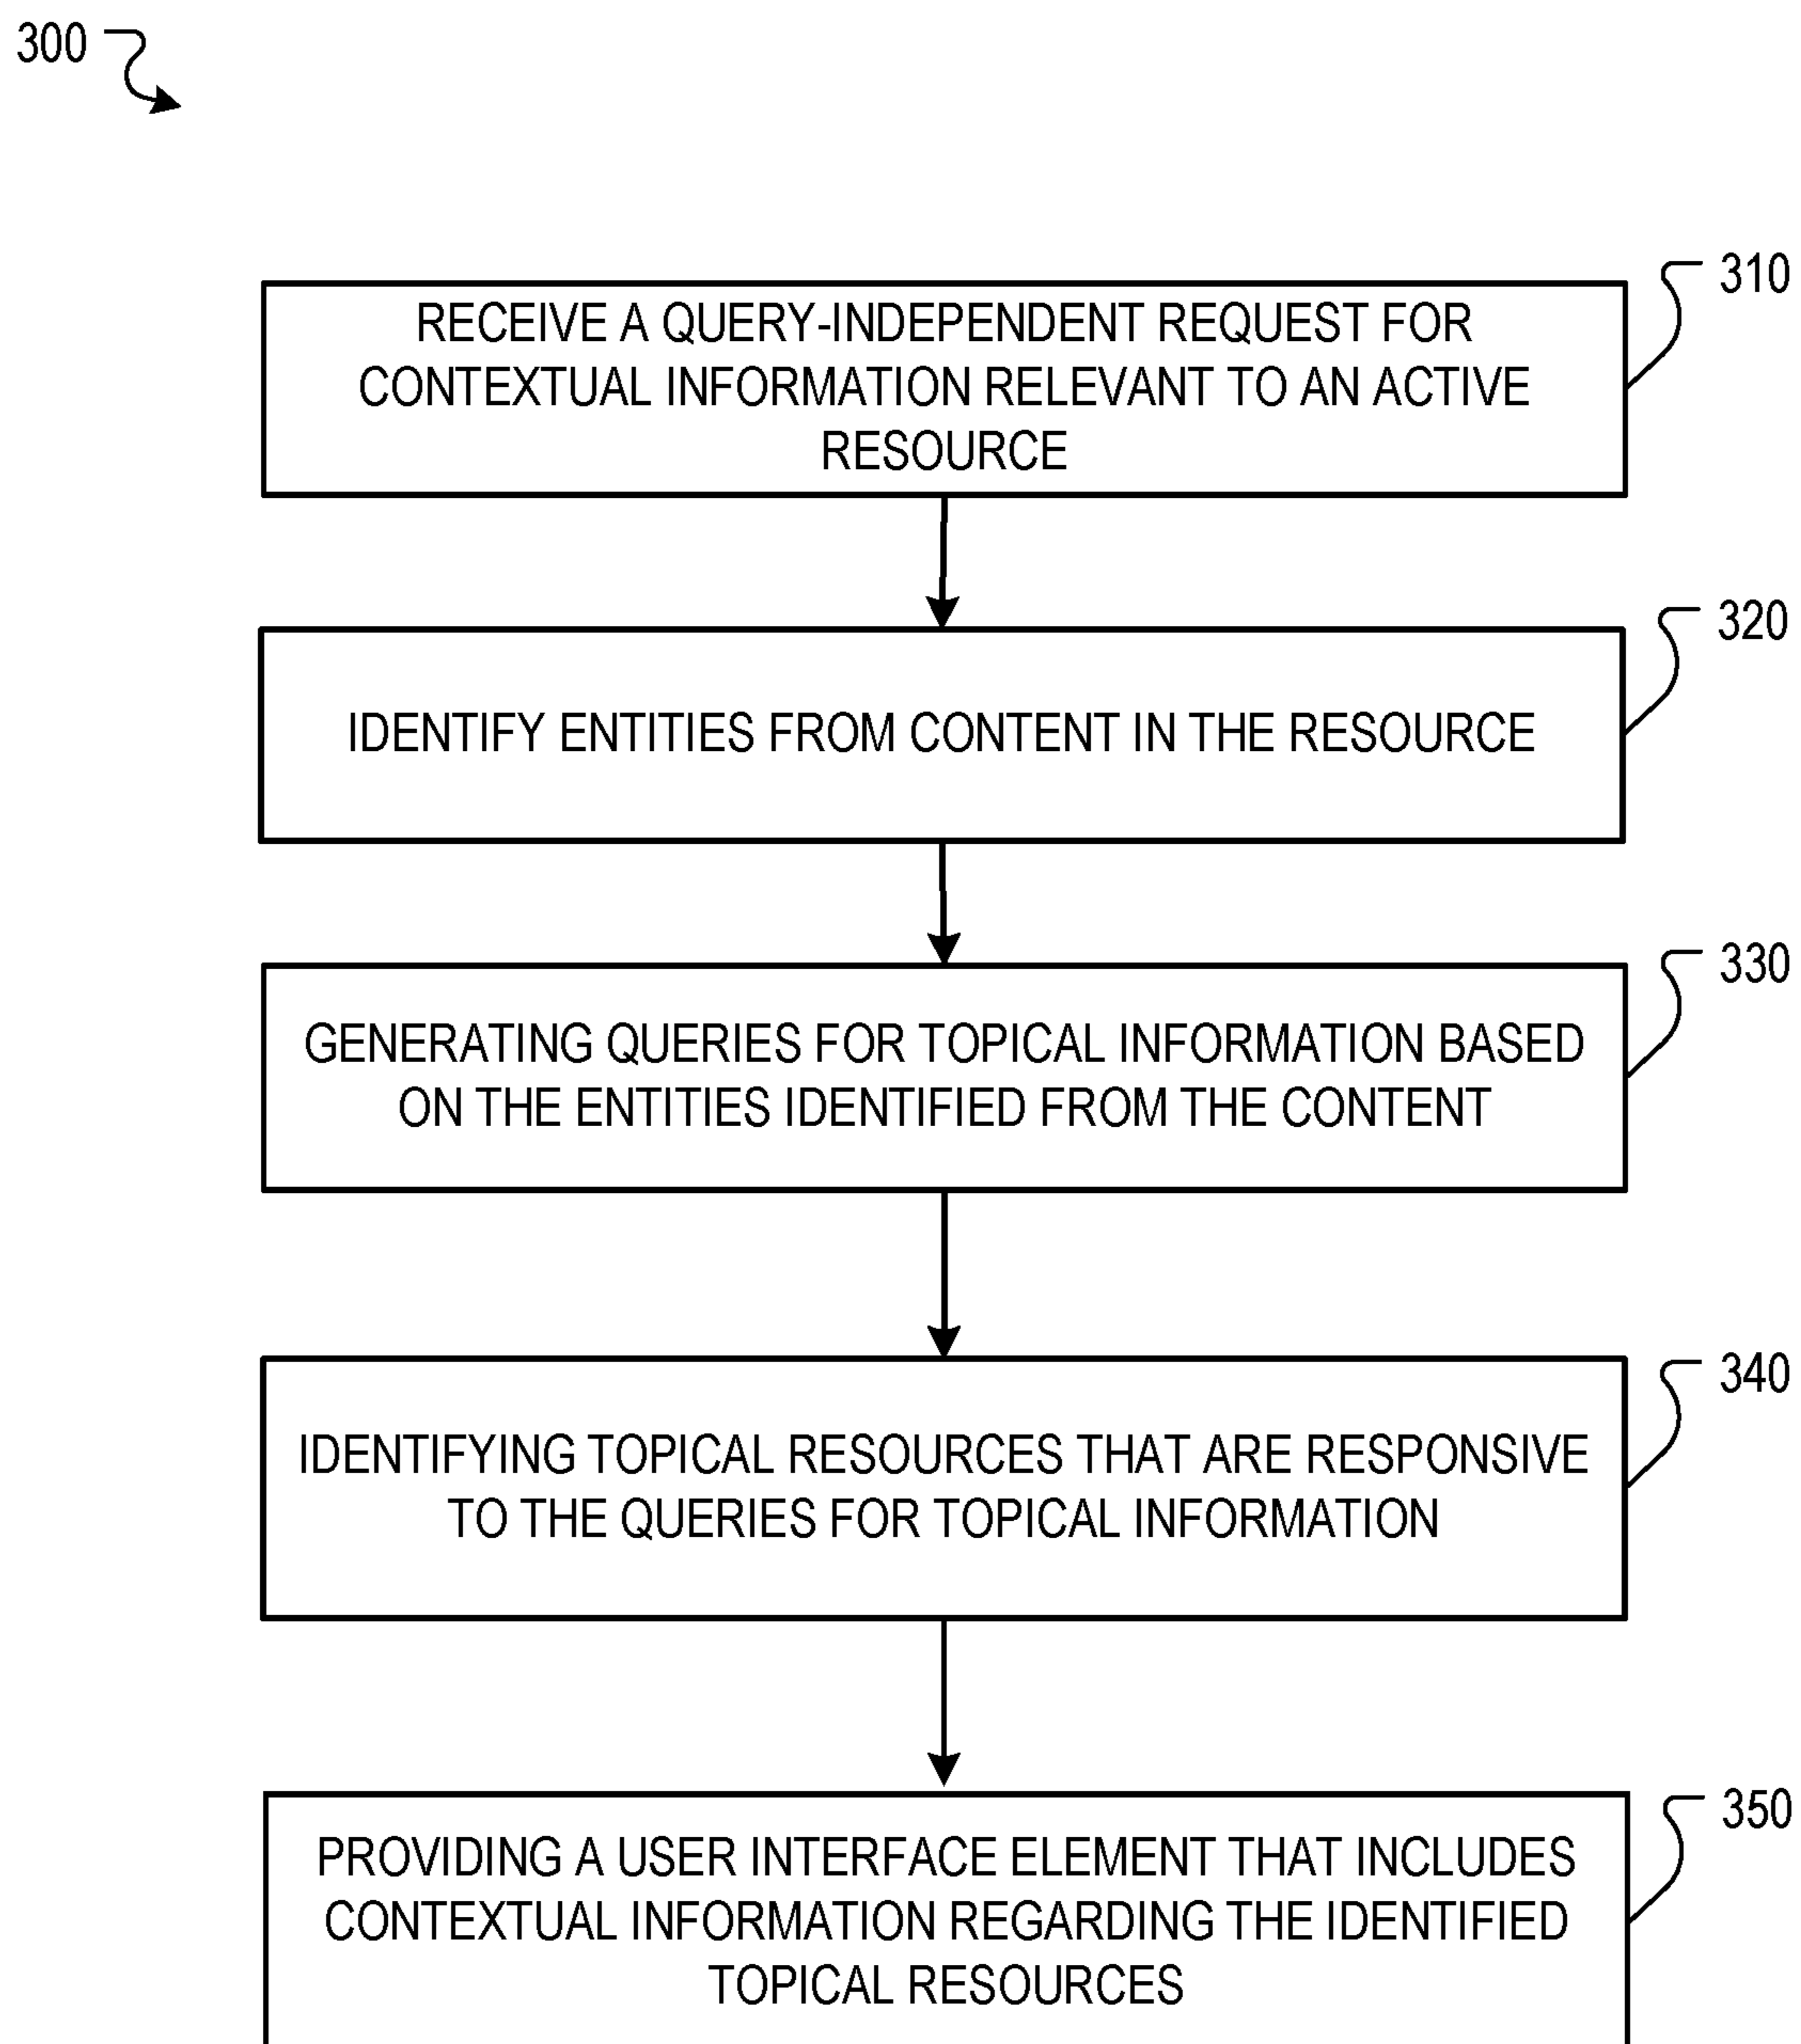 300
310
RECEIVE A QUERY-INDEPENDENT REQUEST FOR
CONTEXTUAL INFORMATION RELEVANT TO AN ACTIVE
RESOURCE
320
IDENTIFY ENTITIES FROM CONTENT IN THE RESOURCE
330
GENERATING QUERIES FOR TOPICAL INFORMATION BASED
ON THE ENTITIES IDENTIFIED FROM THE CONTENT
340
IDENTIFYING TOPICAL RESOURCES THAT ARE RESPONSIVE
TO THE QUERIES FOR TOPICAL INFORMATION
350
PROVIDING A USER INTERFACE ELEMENT THAT INCLUDES
CONTEXTUAL INFORMATION REGARDING THE IDENTIFIED
TOPICAL RESOURCES